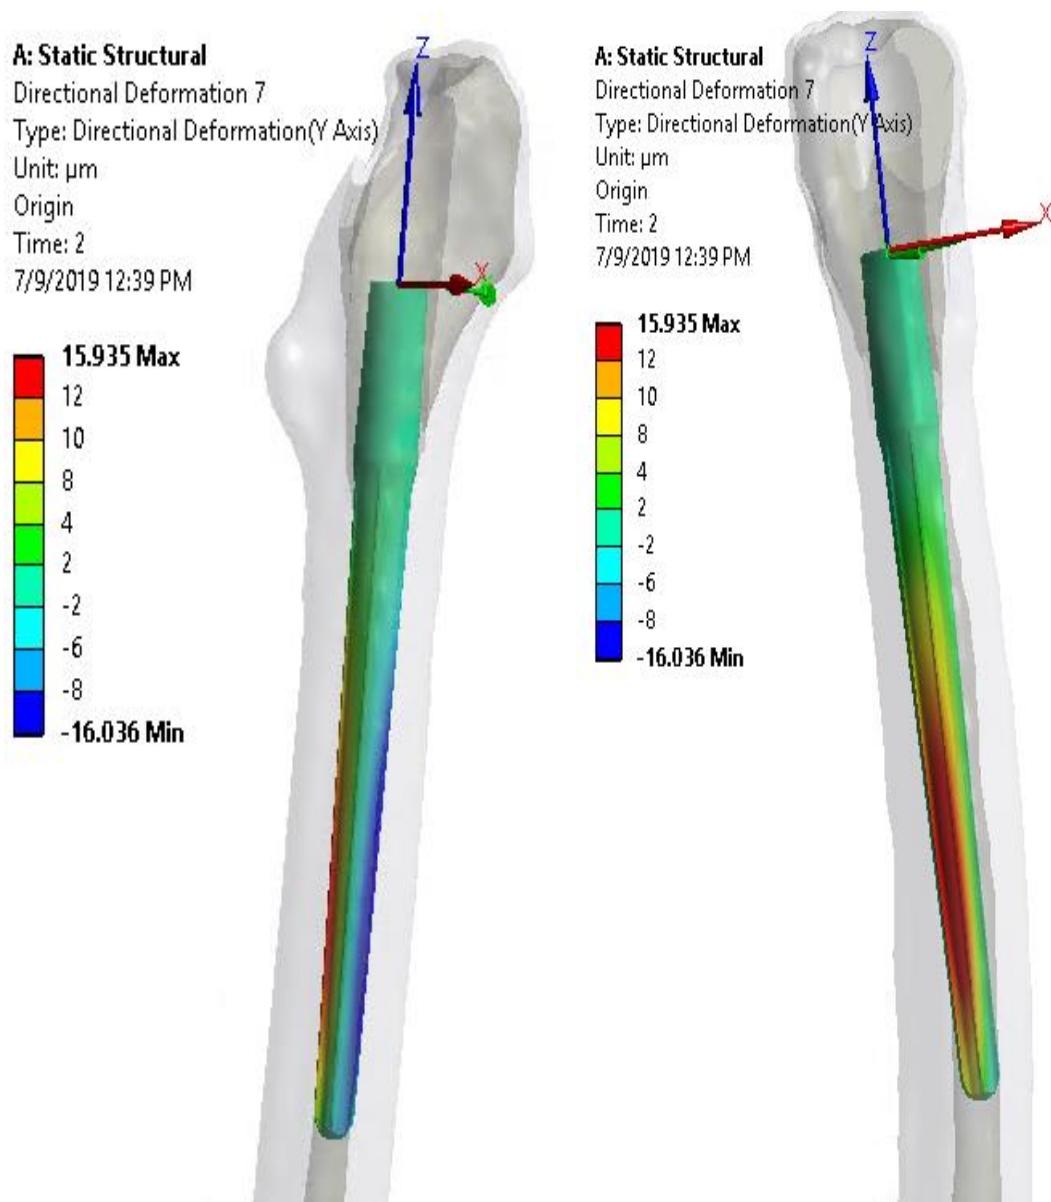 A: Static Structural
Directional Deformation 7
Type: Directional Deformation(Y Axis)
Unit: µm
Origin
Time: 2
7/9/2019 12:39 PM
15.935 Max
12
10
8
4
2
-2
-6
-8
-16.036 Min
Z
X
A: Static Structural
Directional Deformation 7
Type: Directional Deformation(Y Axis)
Unit: µm
Origin
Time: 2
7/9/2019 12:39 PM
15.935 Max
12
10
8
4
2
-2
-6
-8
-16.036 Min
Z
X